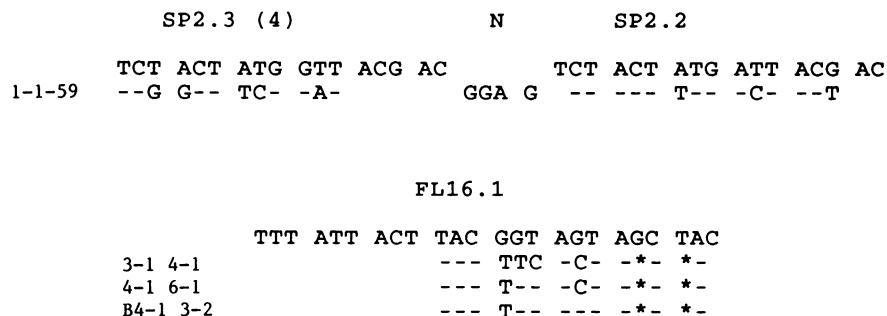 SP2.3 (4) N SP2.2
TCT ACT ATG GTT ACG AC TCT ACT ATG ATT ACG AC
1-1-59 --G G-- TC- -A- GGA G -- --- T-- -C- --T
FL16.1
TTT ATT ACT TAC GGT AGT AGC TAC
3-1 4-1 --- TTC -C- -*- *-
4-1 6-1 --- T-- -C- -*- *-
B4-1 3-2 --- T-- --- -*- *-